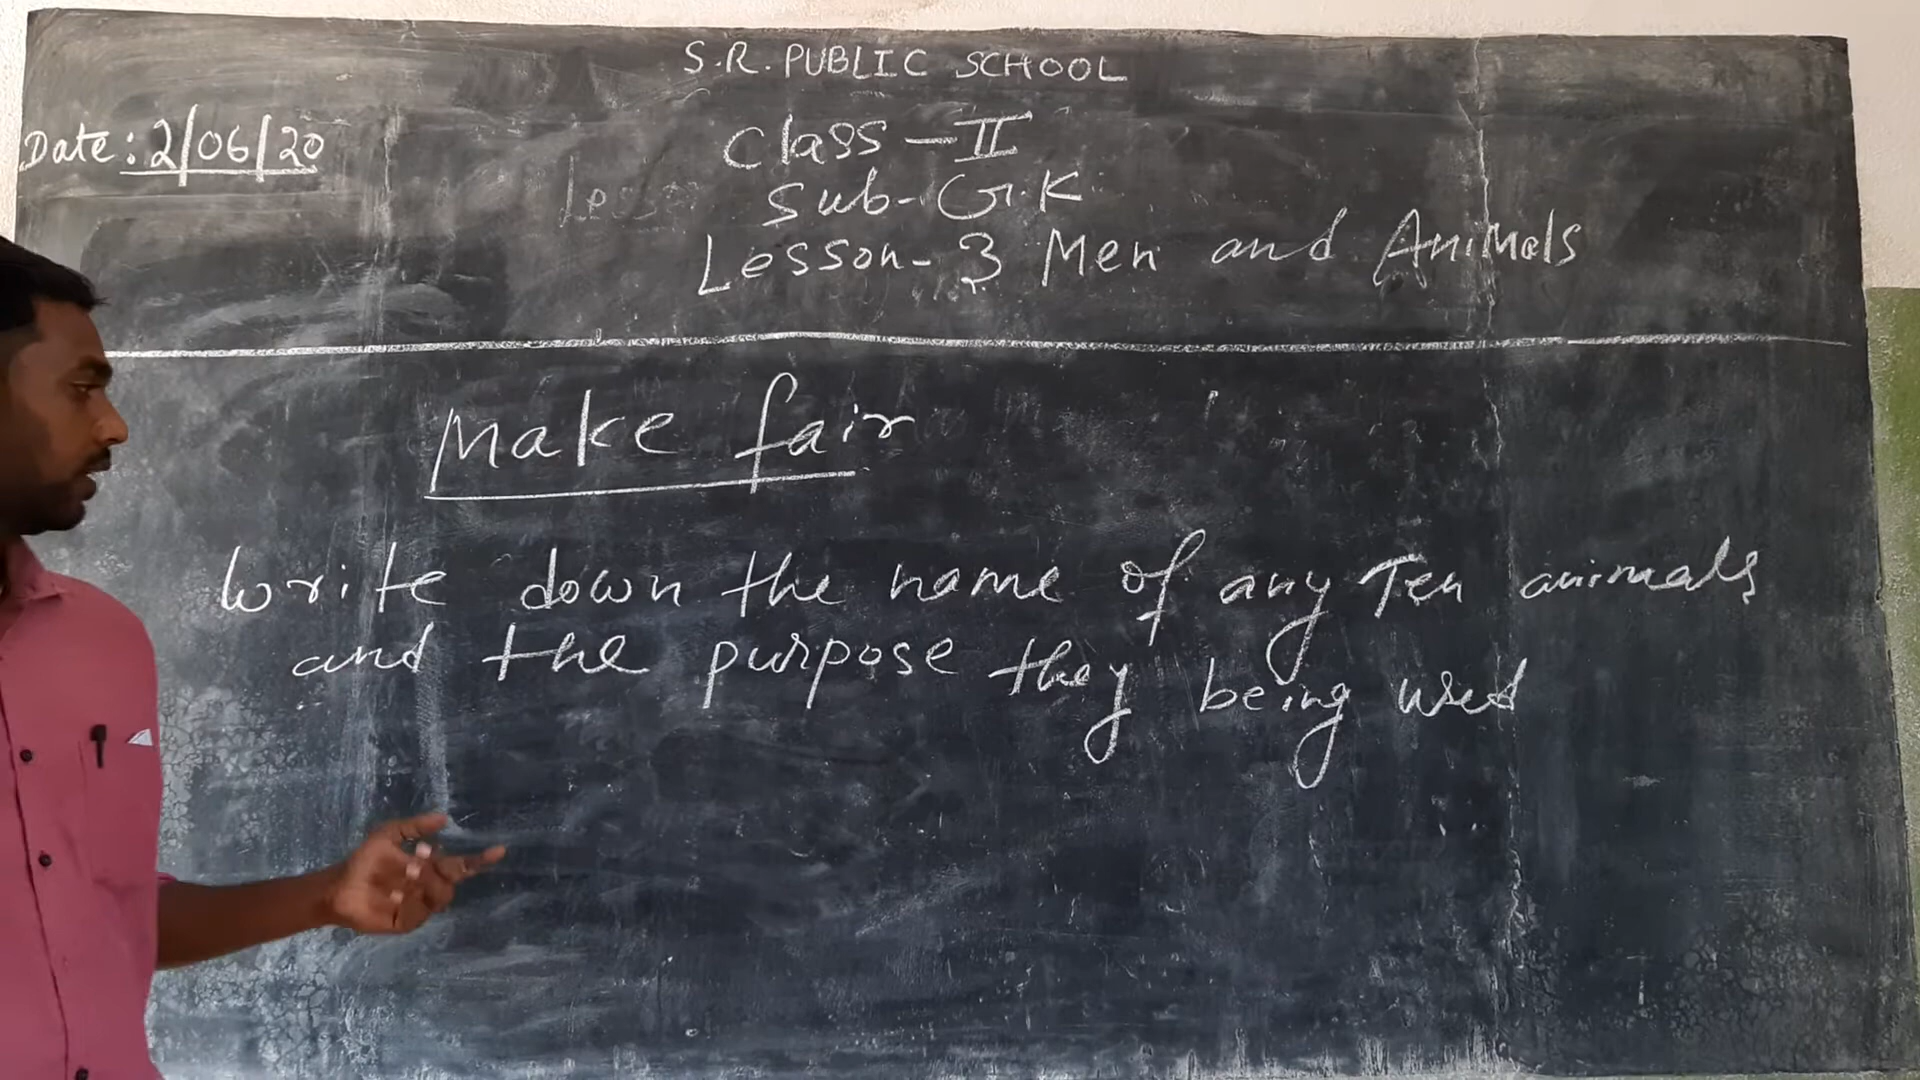 S.R. PUBLIC SCHOOL
Date: 2/06/20
Class - II
Sub - G.K
Lesson - 3 Men and Animals
Make fair
Write down the name of any Ten animals
and the purpose they being used